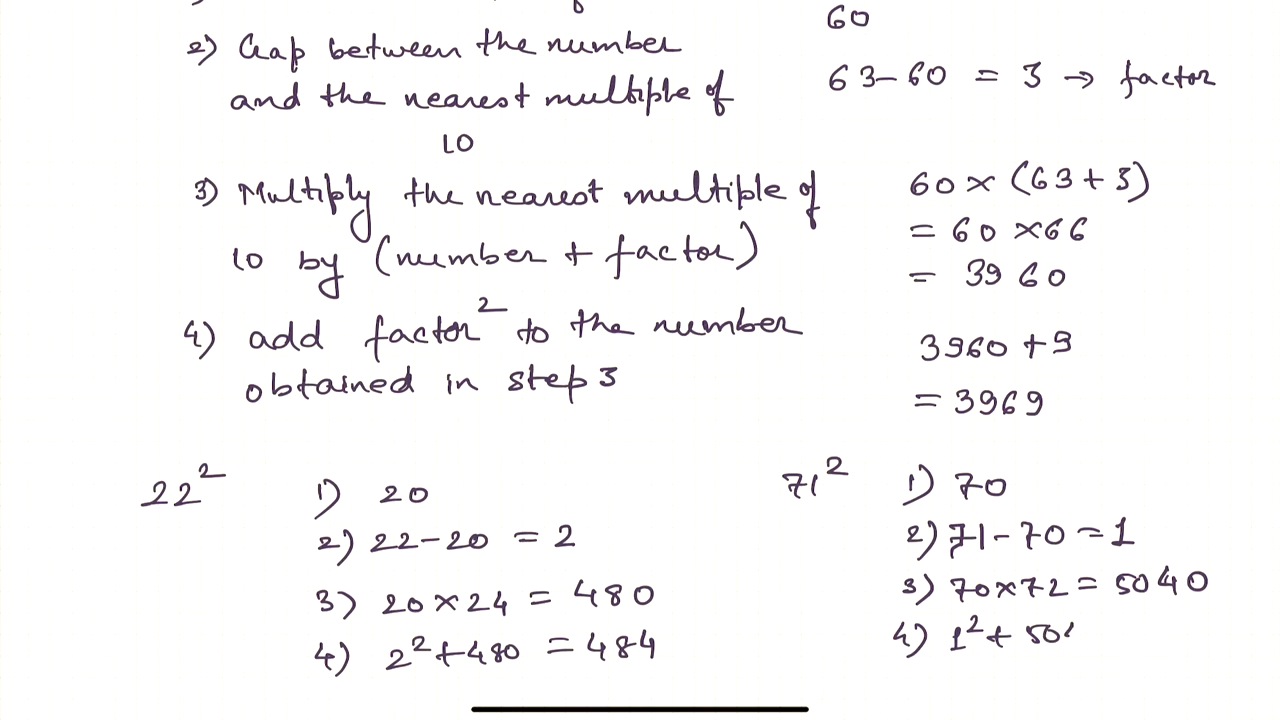 60
2) Gap between the number
and the nearest multiple of
10
63-60 = 3 → factor
3) Multiply the nearest multiple of
10 by (number + factor)
60 × (63+3)
= 60 ×66
= 3960
4) add factor² to the number
obtained in step 3
3960 +9
= 3969
22²
1) 20
2) 22-20 = 2
3) 20×24 = 480
4) 2²+480 = 484
71²
1) 70
2) 71-70 = 1
3) 70×72 = 5040
4) 1²+ 50